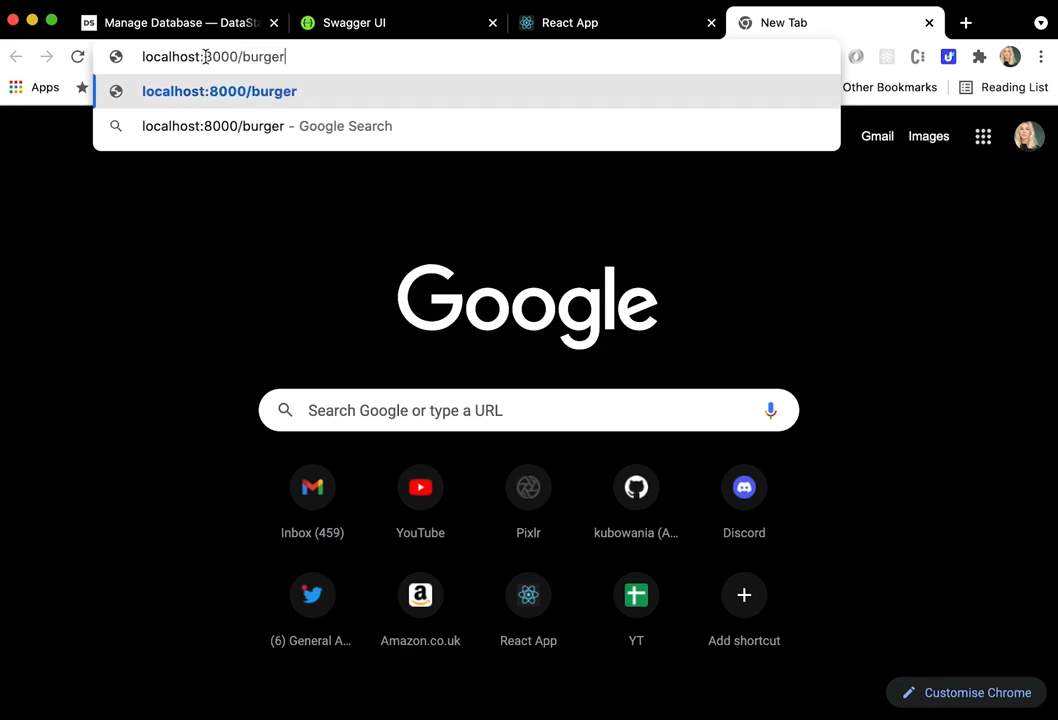 DS Manage Database — DataSta
Swagger UI
React App
New Tab
localhost:8000/burger
Apps
Other Bookmarks
Reading List
localhost:8000/burger
localhost:8000/burger - Google Search
Gmail
Images
Google
Search Google or type a URL
Inbox (459)
YouTube
Pixlr
kubowania (A...
Discord
(6) General A...
Amazon.co.uk
React App
YT
Add shortcut
Customise Chrome